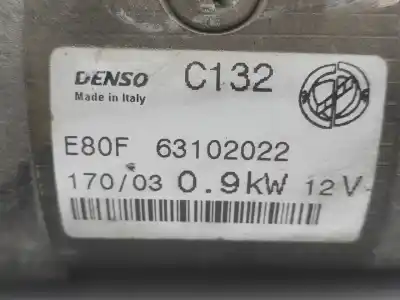 DENSO C132
Made in Italy
E80F 63102022
170/03 0.9kW 12V